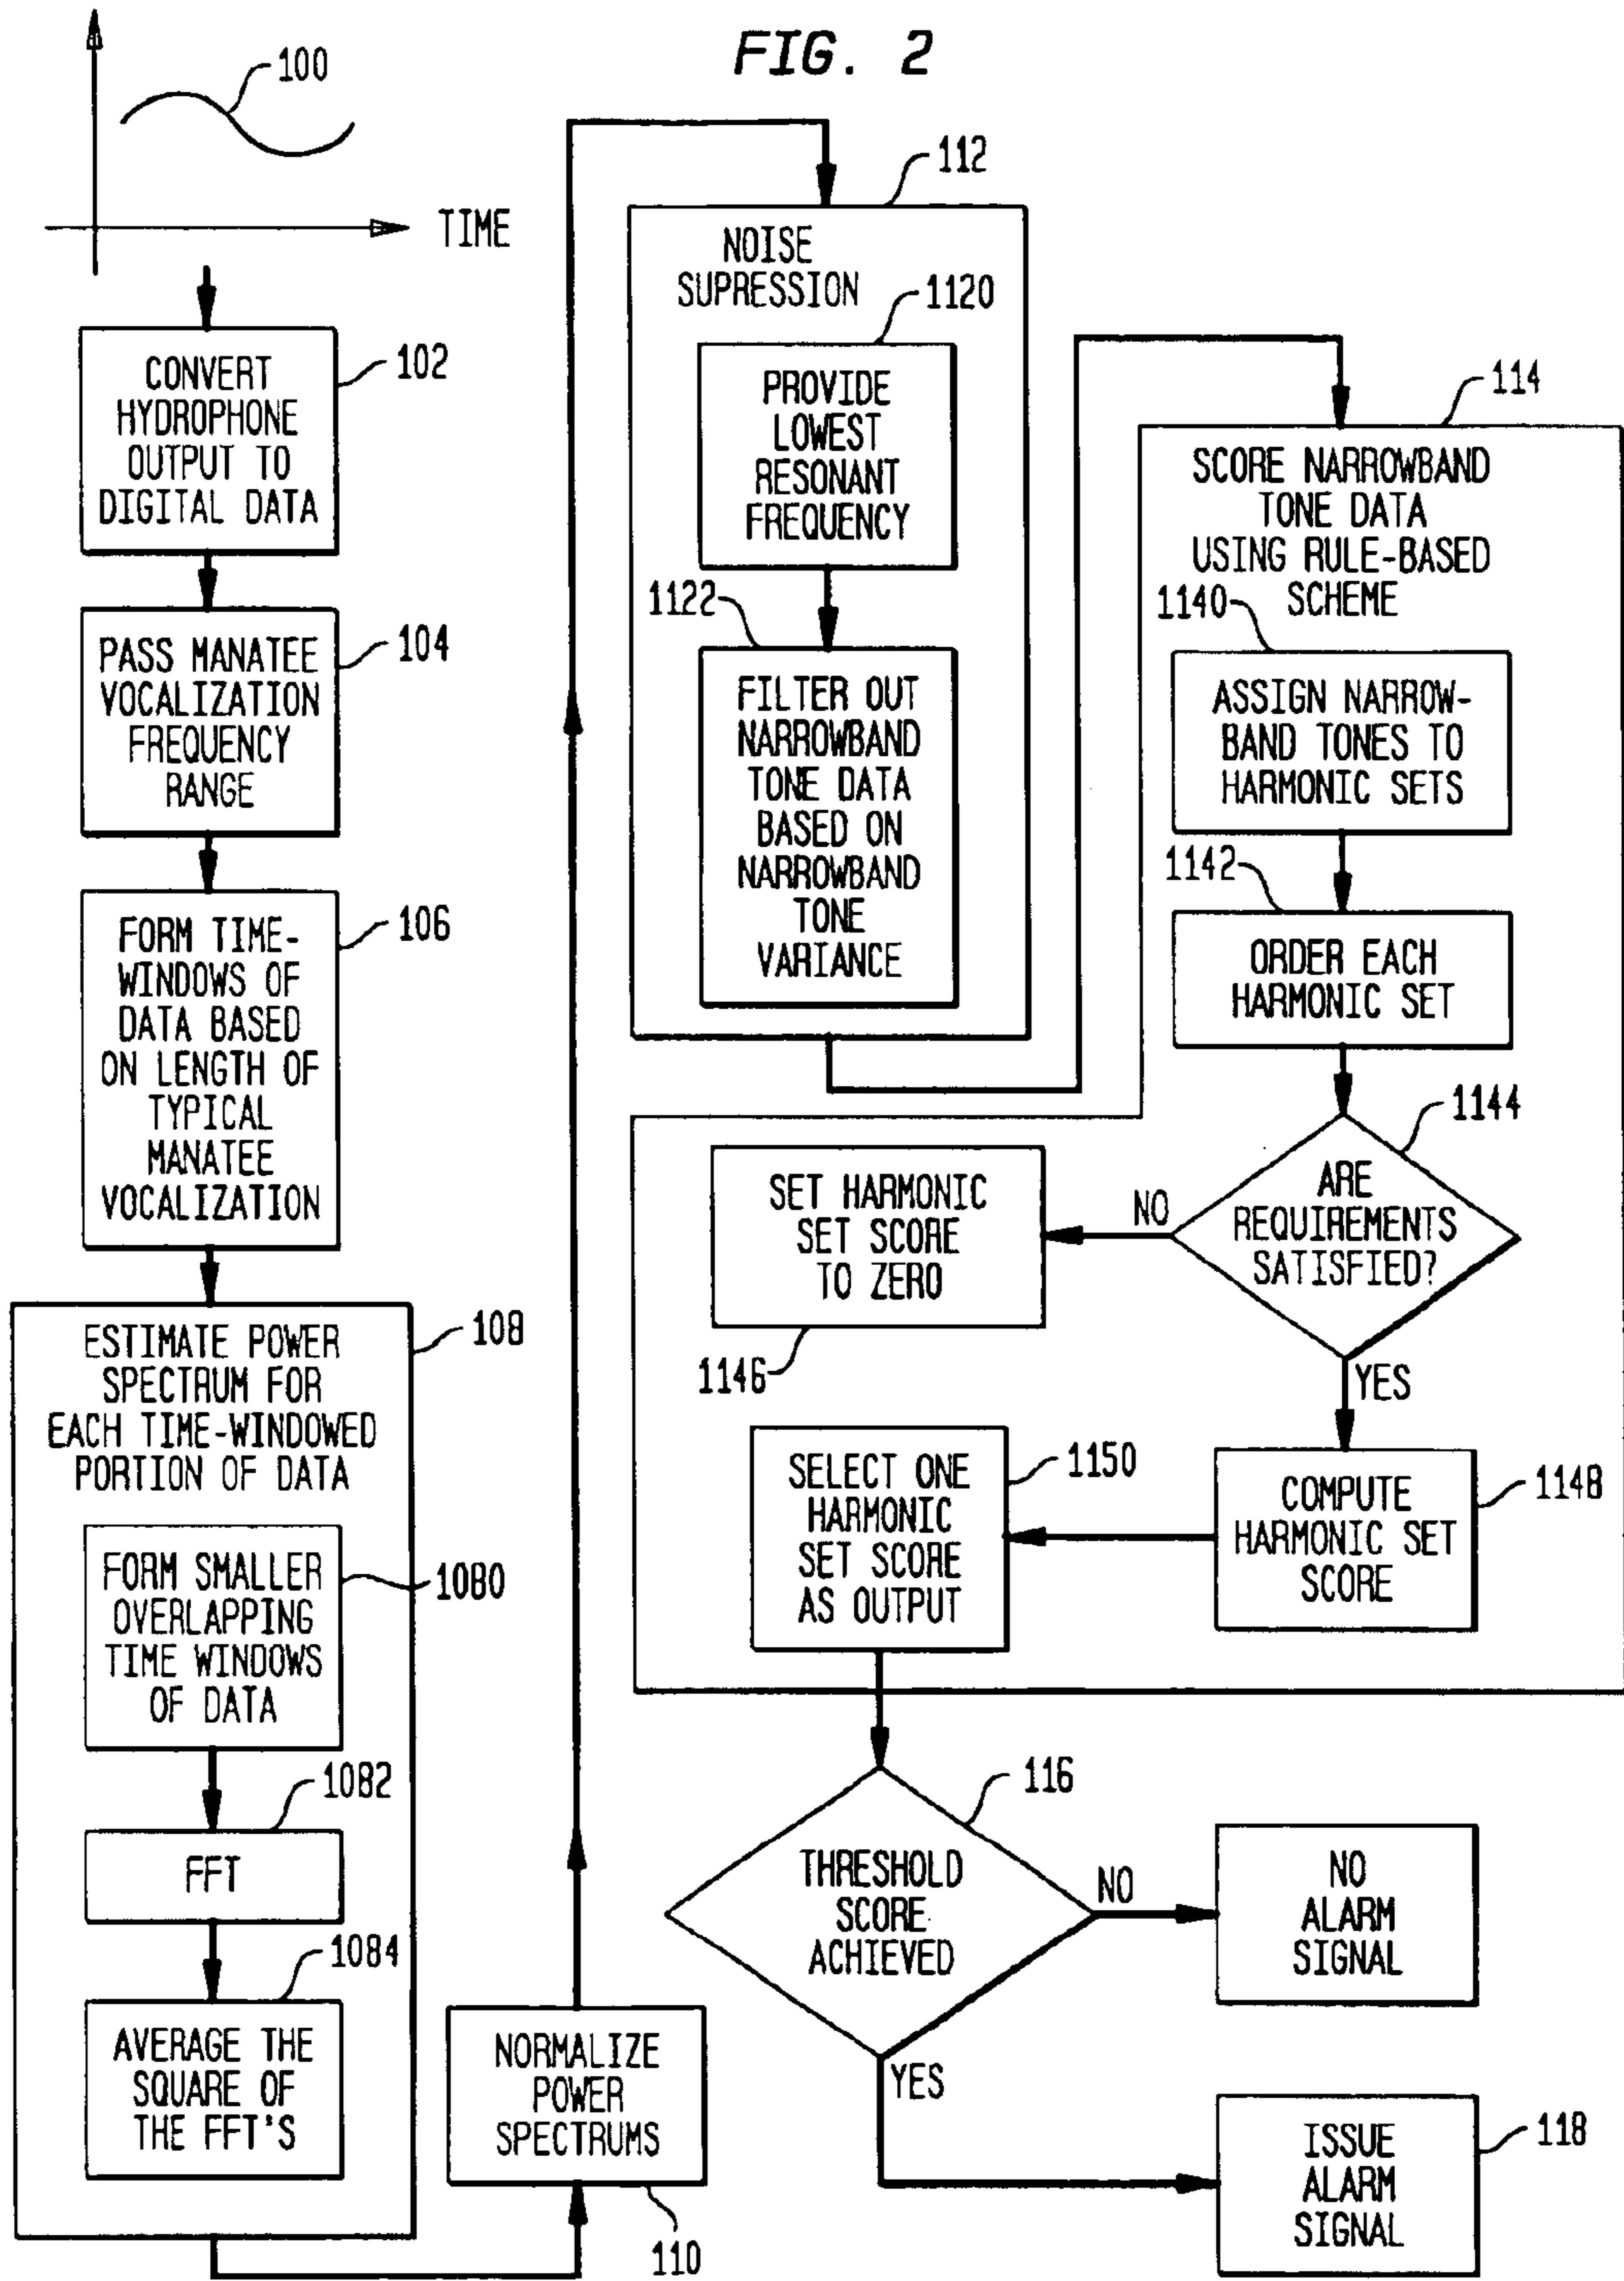 FIG. 2
100
TIME
CONVERT
HYDROPHONE
OUTPUT TO
DIGITAL DATA
102
PASS MANATEE
VOCALIZATION
FREQUENCY
RANGE
104
FORM TIME-
WINDOWS OF
DATA BASED
ON LENGTH OF
TYPICAL
MANATEE
VOCALIZATION
106
ESTIMATE POWER
SPECTRUM FOR
EACH TIME-WINDOWED
PORTION OF DATA
108
FORM SMALLER
OVERLAPPING
TIME WINDOWS
OF DATA
1080
1082
FFT
1084
AVERAGE THE
SQUARE OF
THE FFT'S
NORMALIZE
POWER
SPECTRUMS
110
112
NOISE
SUPRESSION
1120
PROVIDE
LOWEST
RESONANT
FREQUENCY
1122
FILTER OUT
NARROWBAND
TONE DATA
BASED ON
NARROWBAND
TONE
VARIANCE
114
SCORE NARROWBAND
TONE DATA
USING RULE-BASED
SCHEME
1140
ASSIGN NARROW-
BAND TONES TO
HARMONIC SETS
1142
ORDER EACH
HARMONIC SET
1144
ARE
REQUIREMENTS
SATISFIED?
NO
SET HARMONIC
SET SCORE
TO ZERO
1146
YES
COMPUTE
HARMONIC SET
SCORE
1148
SELECT ONE
HARMONIC
SET SCORE
AS OUTPUT
1150
116
THRESHOLD
SCORE
ACHIEVED
NO
NO
ALARM
SIGNAL
YES
ISSUE
ALARM
SIGNAL
118